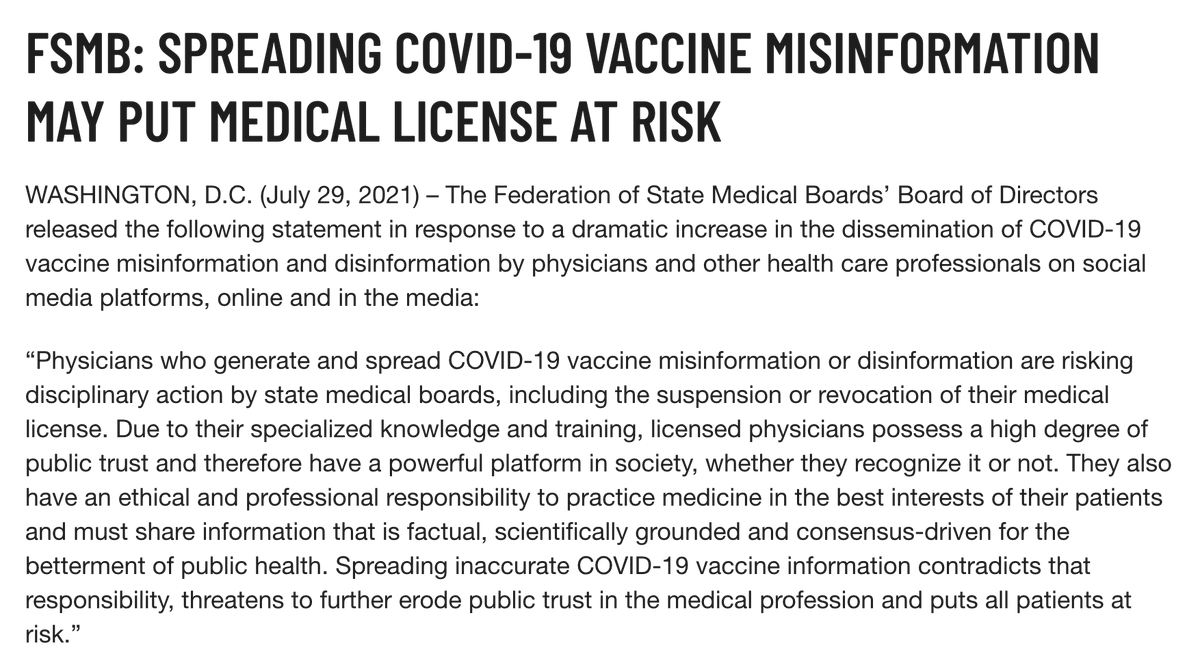 FSMB: SPREADING COVID-19 VACCINE MISINFORMATION
MAY PUT MEDICAL LICENSE AT RISK
WASHINGTON, D.C. (July 29, 2021) – The Federation of State Medical Boards’ Board of Directors
released the following statement in response to a dramatic increase in the dissemination of COVID-19
vaccine misinformation and disinformation by physicians and other health care professionals on social
media platforms, online and in the media:
“Physicians who generate and spread COVID-19 vaccine misinformation or disinformation are risking
disciplinary action by state medical boards, including the suspension or revocation of their medical
license. Due to their specialized knowledge and training, licensed physicians possess a high degree of
public trust and therefore have a powerful platform in society, whether they recognize it or not. They also
have an ethical and professional responsibility to practice medicine in the best interests of their patients
and must share information that is factual, scientifically grounded and consensus-driven for the
betterment of public health. Spreading inaccurate COVID-19 vaccine information contradicts that
responsibility, threatens to further erode public trust in the medical profession and puts all patients at
risk.”